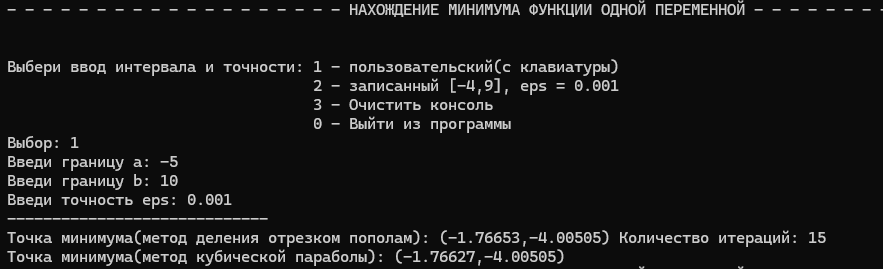 - - - - - - - - - - - - - - - - - - - НАХОЖДЕНИЕ МИНИМУМА ФУНКЦИИ ОДНОЙ ПЕРЕМЕННОЙ - - - - - - - -
Выбери ввод интервала и точности: 1 - пользовательский(с клавиатуры)
2 - записанный [-4,9], eps = 0.001
3 - Очистить консоль
0 - Выйти из программы
Выбор: 1
Введи границу a: -5
Введи границу b: 10
Введи точность eps: 0.001
-----------------------------
Точка минимума(метод деления отрезком пополам): (-1.76653,-4.00505) Количество итераций: 15
Точка минимума(метод кубической параболы): (-1.76627,-4.00505)